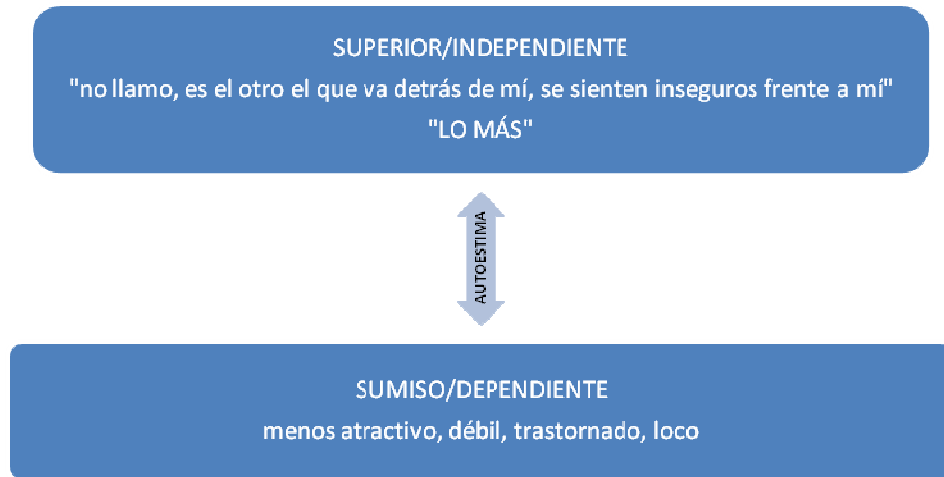 SUPERIOR/INDEPENDIENTE
"no llamo, es el otro el que va detrás de mí, se sienten inseguros frente a mí"
"LO MÁS"
AUTOESTIMA
SUMISO/DEPENDIENTE
menos atractivo, débil, trastornado, loco